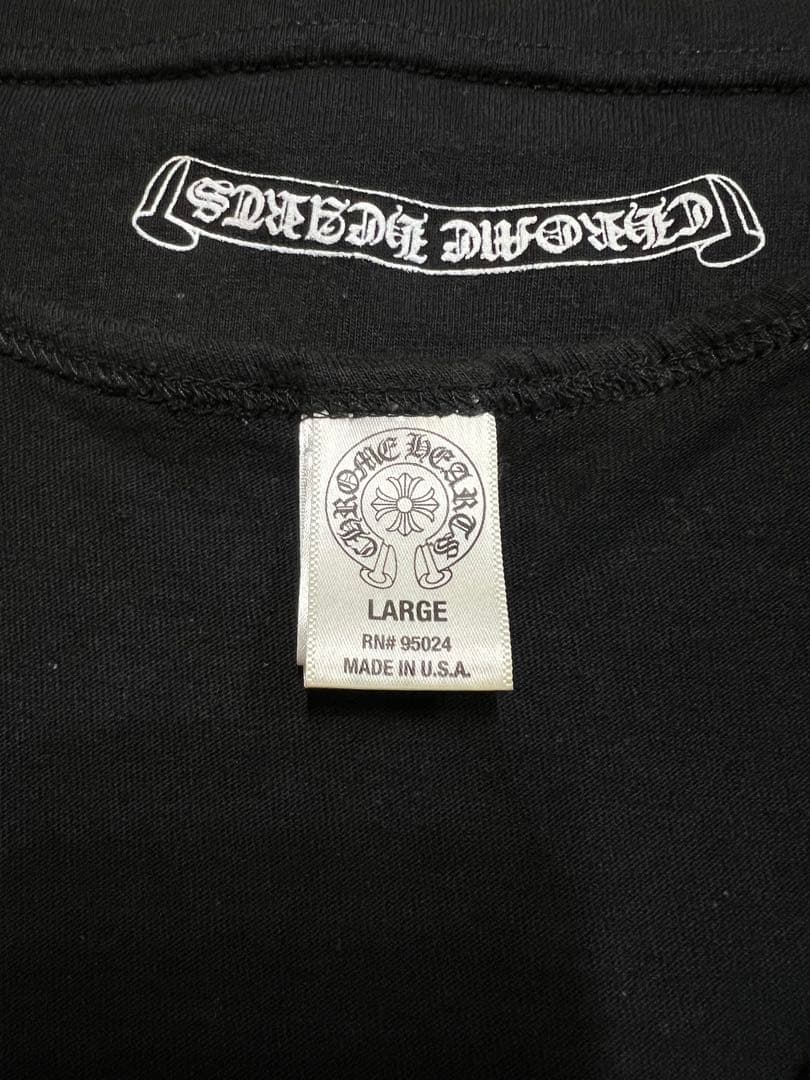 CHROME HEARTS
CHROME HEARTS
LARGE
RN# 95024
MADE IN U.S.A.